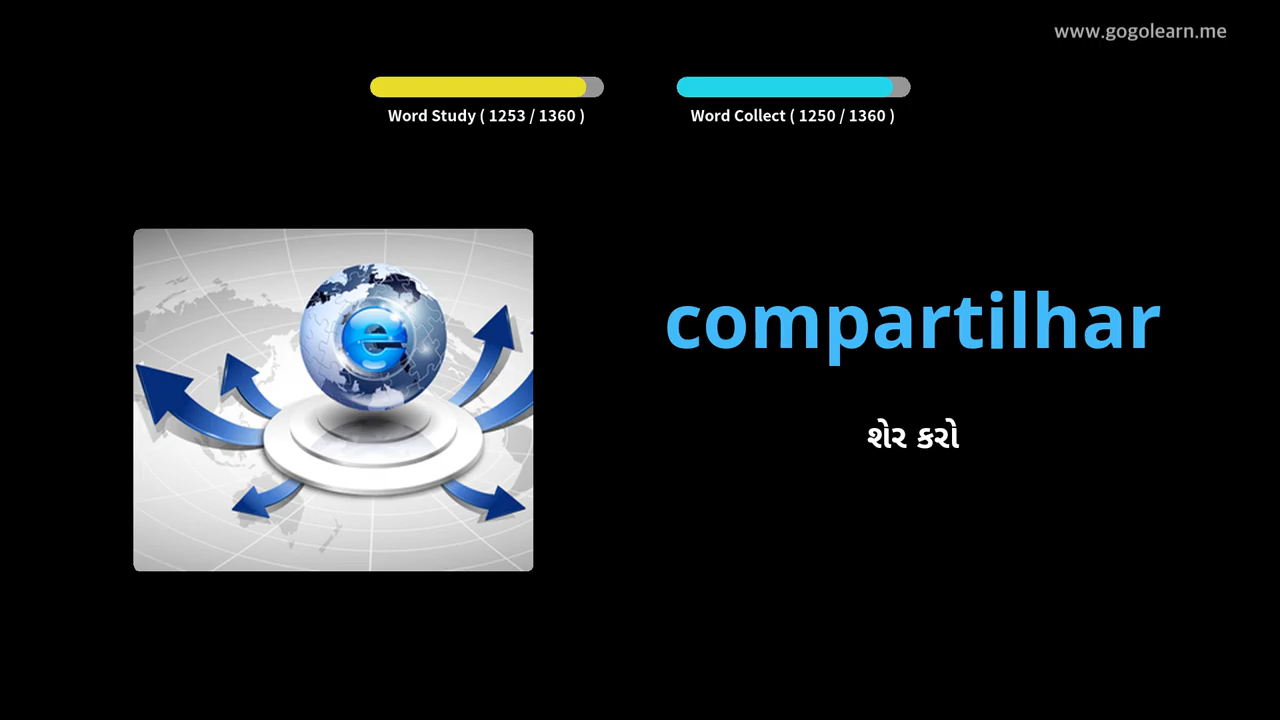 www.gogolearn.me
Word Study ( 1253 / 1360 )
Word Collect ( 1250 / 1360 )
e
compartilhar
શેર કરો